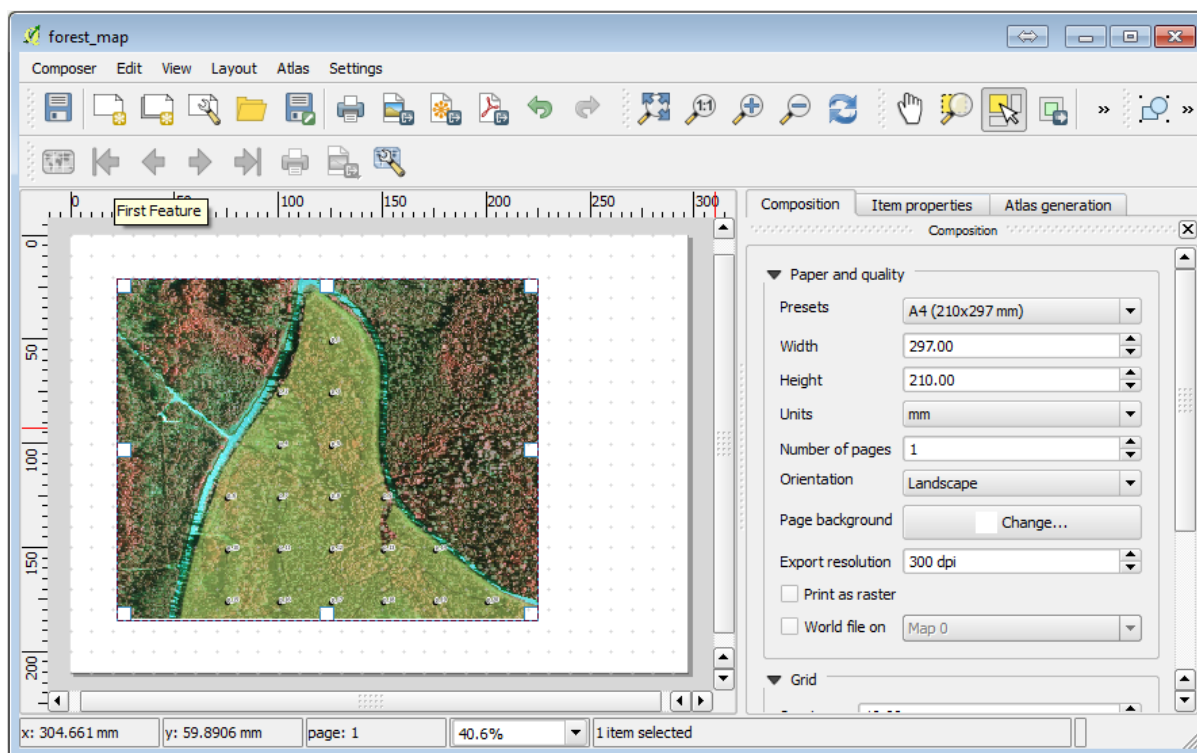 forest_map
Composer Edit View Layout Atlas Settings
1:1
» »
0 50 100 150 200 250 300
First Feature
0
50
100
150
200
Composition Item properties Atlas generation
Composition
Paper and quality
Presets A4 (210x297 mm)
Width 297.00
Height 210.00
Units mm
Number of pages 1
Orientation Landscape
Page background Change...
Export resolution 300 dpi
Print as raster
World file on Map 0
Grid
x: 304.661 mm y: 59.8906 mm page: 1 40.6% 1 item selected